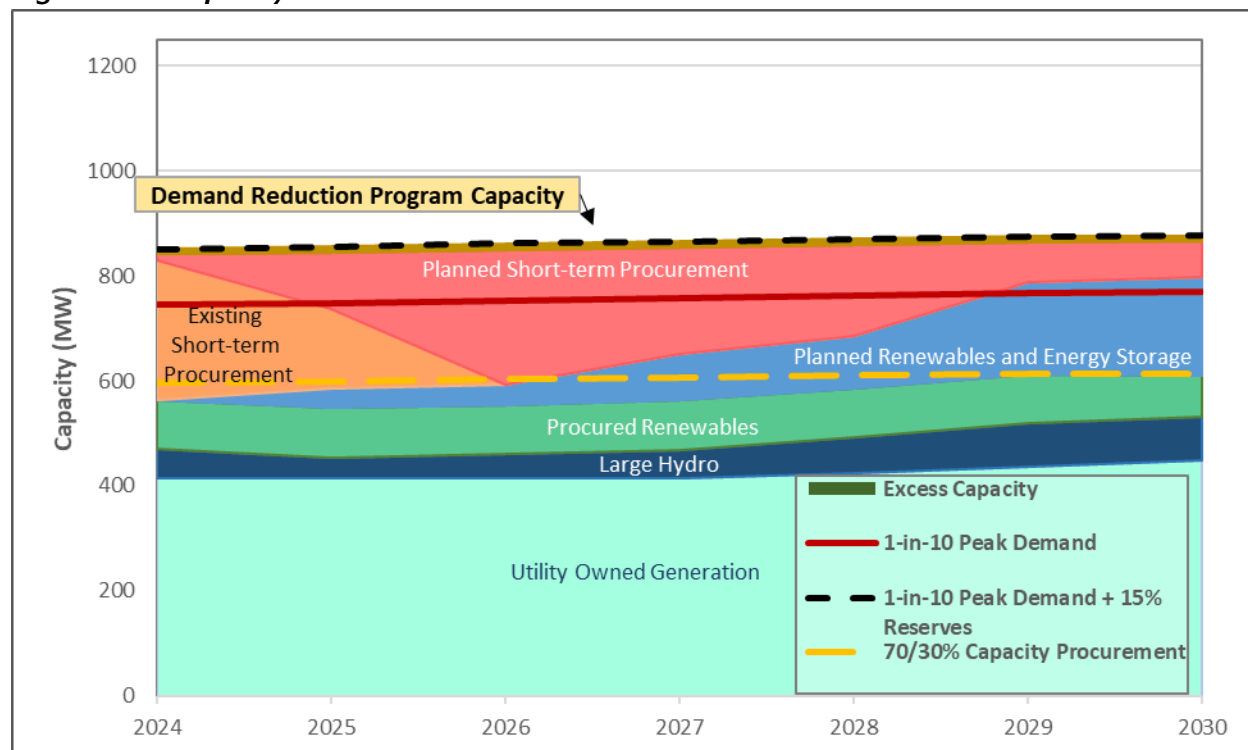 1200
1000
800
600
400
200
0
Capacity (MW)
Demand Reduction Program Capacity
Planned Short-term Procurement
Existing
Short-term
Procurement
Planned Renewables and Energy Storage
Procured Renewables
Large Hydro
Utility Owned Generation
Excess Capacity
1-in-10 Peak Demand
1-in-10 Peak Demand + 15%
Reserves
70/30% Capacity Procurement
2024
2025
2026
2027
2028
2029
2030